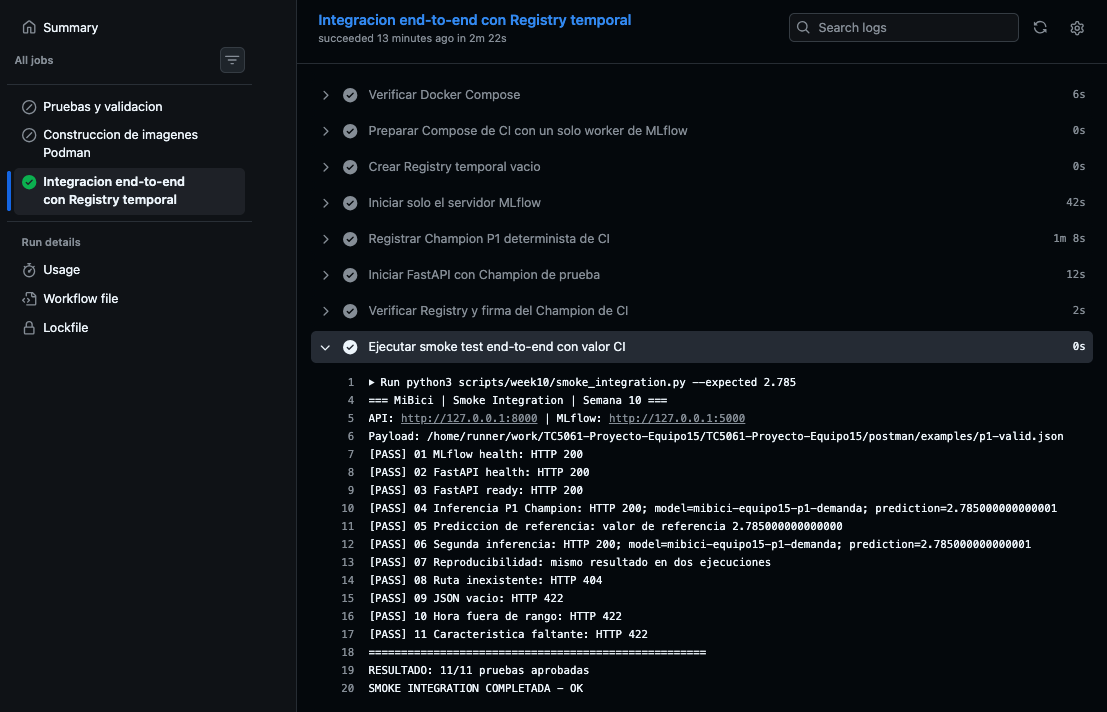 Summary
All jobs
Pruebas y validacion
Construccion de imagenes
Podman
Integracion end-to-end
con Registry temporal
Run details
Usage
Workflow file
Lockfile
Integracion end-to-end con Registry temporal
succeeded 13 minutes ago in 2m 22s
Search logs
Verificar Docker Compose 6s
Preparar Compose de CI con un solo worker de MLflow 0s
Crear Registry temporal vacio 0s
Iniciar solo el servidor MLflow 42s
Registrar Champion P1 determinista de CI 1m 8s
Iniciar FastAPI con Champion de prueba 12s
Verificar Registry y firma del Champion de CI 2s
Ejecutar smoke test end-to-end con valor CI 0s
1 Run python3 scripts/week10/smoke_integration.py --expected 2.785
4 === MiBici | Smoke Integration | Semana 10 ===
5 API: http://127.0.0.1:8000 | MLflow: http://127.0.0.1:5000
6 Payload: /home/runner/work/TC5061-Proyecto-Equipo15/TC5061-Proyecto-Equipo15/postman/examples/p1-valid.json
7 [PASS] 01 MLflow health: HTTP 200
8 [PASS] 02 FastAPI health: HTTP 200
9 [PASS] 03 FastAPI ready: HTTP 200
10 [PASS] 04 Inferencia P1 Champion: HTTP 200; model=mibici-equipo15-p1-demanda; prediction=2.785000000000001
11 [PASS] 05 Prediccion de referencia: valor de referencia 2.785000000000000
12 [PASS] 06 Segunda inferencia: HTTP 200; model=mibici-equipo15-p1-demanda; prediction=2.785000000000001
13 [PASS] 07 Reproducibilidad: mismo resultado en dos ejecuciones
14 [PASS] 08 Ruta inexistente: HTTP 404
15 [PASS] 09 JSON vacio: HTTP 422
16 [PASS] 10 Hora fuera de rango: HTTP 422
17 [PASS] 11 Caracteristica faltante: HTTP 422
18 ====================================================
19 RESULTADO: 11/11 pruebas aprobadas
20 SMOKE INTEGRATION COMPLETADA - OK